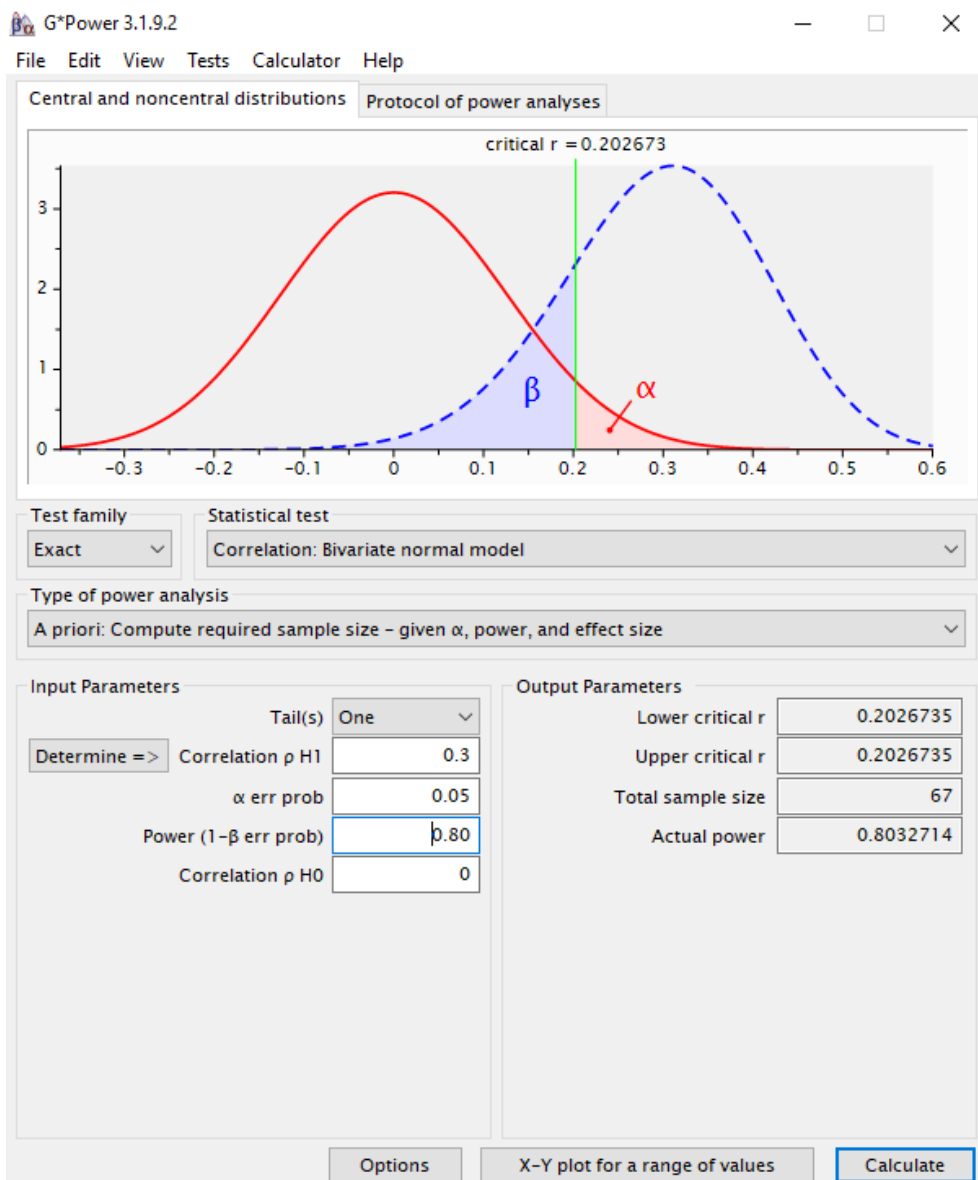 G*Power 3.1.9.2
File Edit View Tests Calculator Help
Central and noncentral distributions Protocol of power analyses
critical r = 0.202673
3
2
1
0
β
α
-0.3 -0.2 -0.1 0 0.1 0.2 0.3 0.4 0.5 0.6
Test family Statistical test
Exact Correlation: Bivariate normal model
Type of power analysis
A priori: Compute required sample size - given α, power, and effect size
Input Parameters
Tail(s) One
Determine => Correlation ρ H1 0.3
α err prob 0.05
Power (1-β err prob) 0.80
Correlation ρ H0 0
Output Parameters
Lower critical r 0.2026735
Upper critical r 0.2026735
Total sample size 67
Actual power 0.8032714
Options X-Y plot for a range of values Calculate